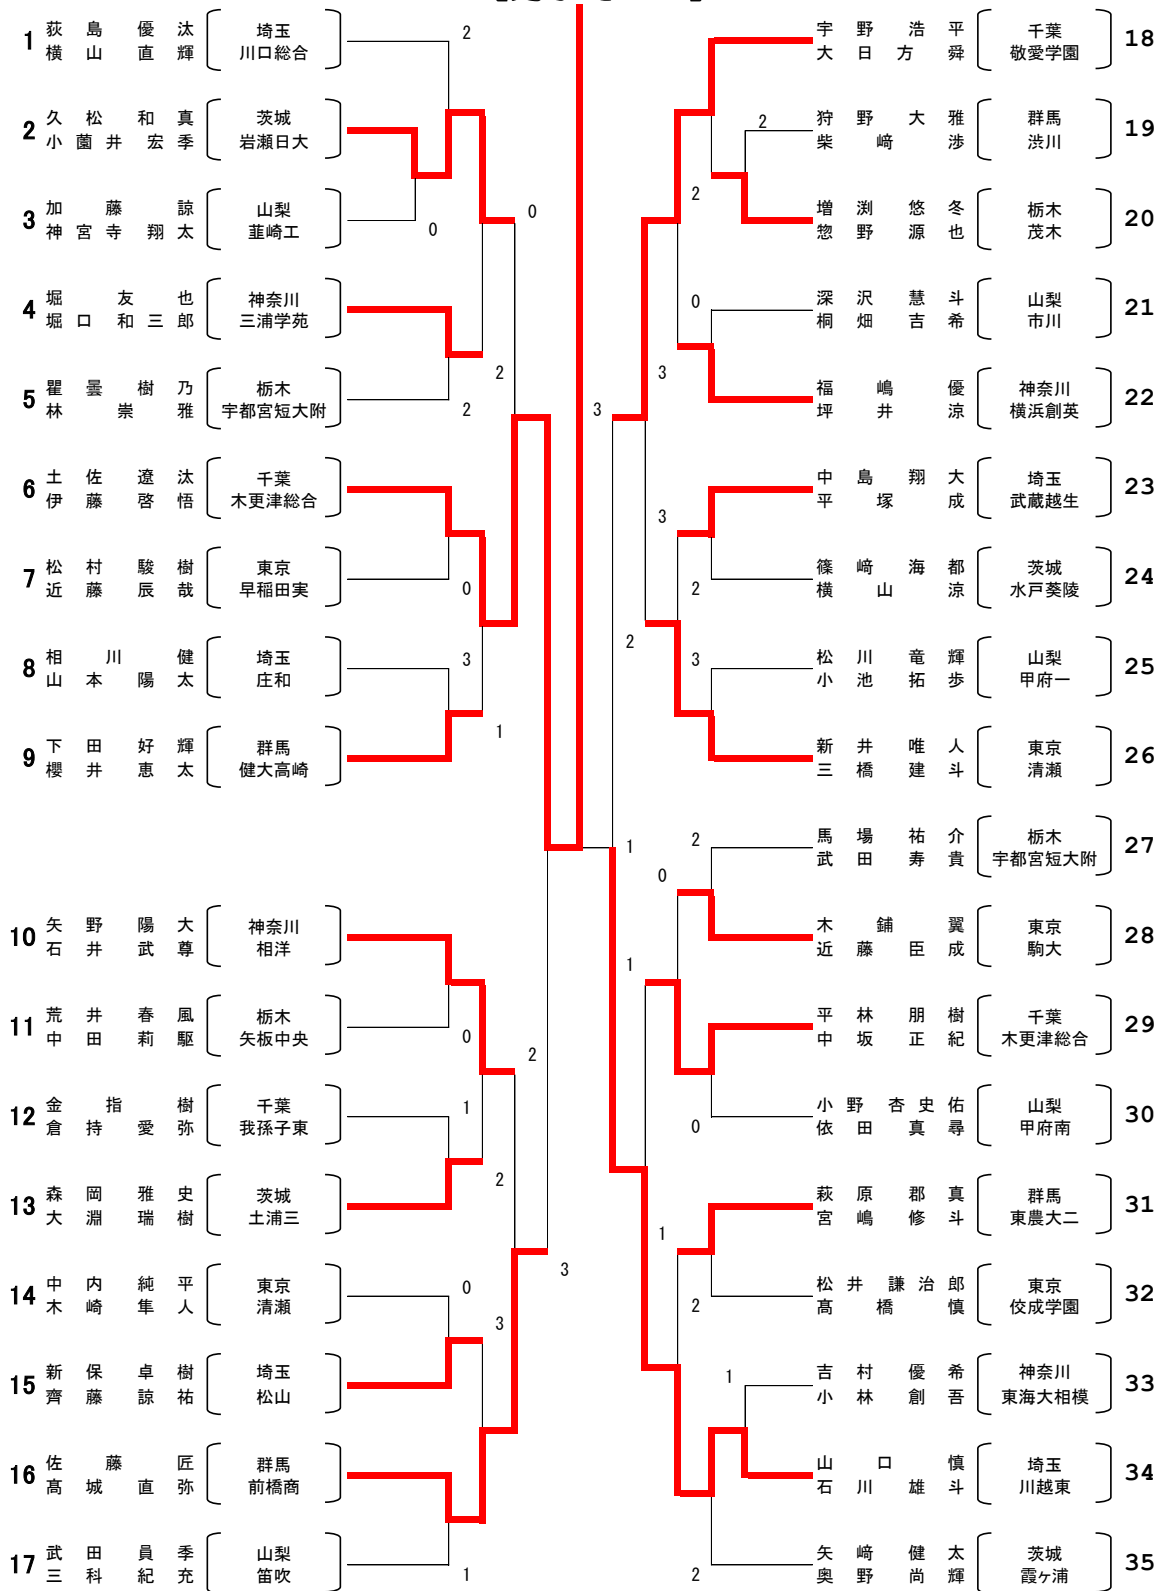 1 荻島優汰 埼玉
横山直輝 川口総合
2 久松和真 茨城
小薗井宏季 岩瀬日大
3 加藤諒 山梨
神宮寺翔太 韮崎工
4 堀友也 神奈川
堀口和三郎 三浦学苑
5 瞿曇樹乃 栃木
林崇雅 宇都宮短大附
6 土佐遼汰 千葉
伊藤啓悟 木更津総合
7 松村駿樹 東京
近藤辰哉 早稲田実
8 相川健 埼玉
山本陽太 庄和
9 下田好輝 群馬
櫻井恵太 健大高崎
10 矢野陽大 神奈川
石井武尊 相洋
11 荒井春風 栃木
中田莉駆 矢板中央
12 金指樹 千葉
倉持愛弥 我孫子東
13 森岡雅史 茨城
大淵瑞樹 土浦三
14 中内純平 東京
木崎隼人 清瀬
15 新保卓樹 埼玉
齊藤諒祐 松山
16 佐藤匠 群馬
髙城直弥 前橋商
17 武田員季 山梨
三科紀充 笛吹
2
0
0
2
2
0
3
1
0
2
1
2
0
3
3
1
宇野浩平 千葉 18
大日方舜 敬愛学園
狩野大雅 群馬 19
柴﨑渉 渋川
増渕悠冬 栃木 20
惣野源也 茂木
深沢慧斗 山梨 21
桐畑吉希 市川
福嶋優 神奈川 22
坪井涼 横浜創英
中島翔大 埼玉 23
平塚成 武蔵越生
篠﨑海都 茨城 24
横山涼 水戸葵陵
松川竜輝 山梨 25
小池拓歩 甲府一
新井唯人 東京 26
三橋建斗 清瀬
馬場祐介 栃木 27
武田寿貴 宇都宮短大附
木鋪翼 東京 28
近藤臣成 駒大
平林朋樹 千葉 29
中坂正紀 木更津総合
小野杏史佑 山梨 30
依田真尋 甲府南
萩原郡真 群馬 31
宮嶋修斗 東農大二
松井謙治郎 東京 32
髙橋慎 佼成学園
吉村優希 神奈川 33
小林創吾 東海大相模
山口慎 埼玉 34
石川雄斗 川越東
矢﨑健太 茨城 35
奥野尚輝 霞ヶ浦
2
2
0
3
3
3
2
2
3
1
2
0
1
0
1
2
1
2